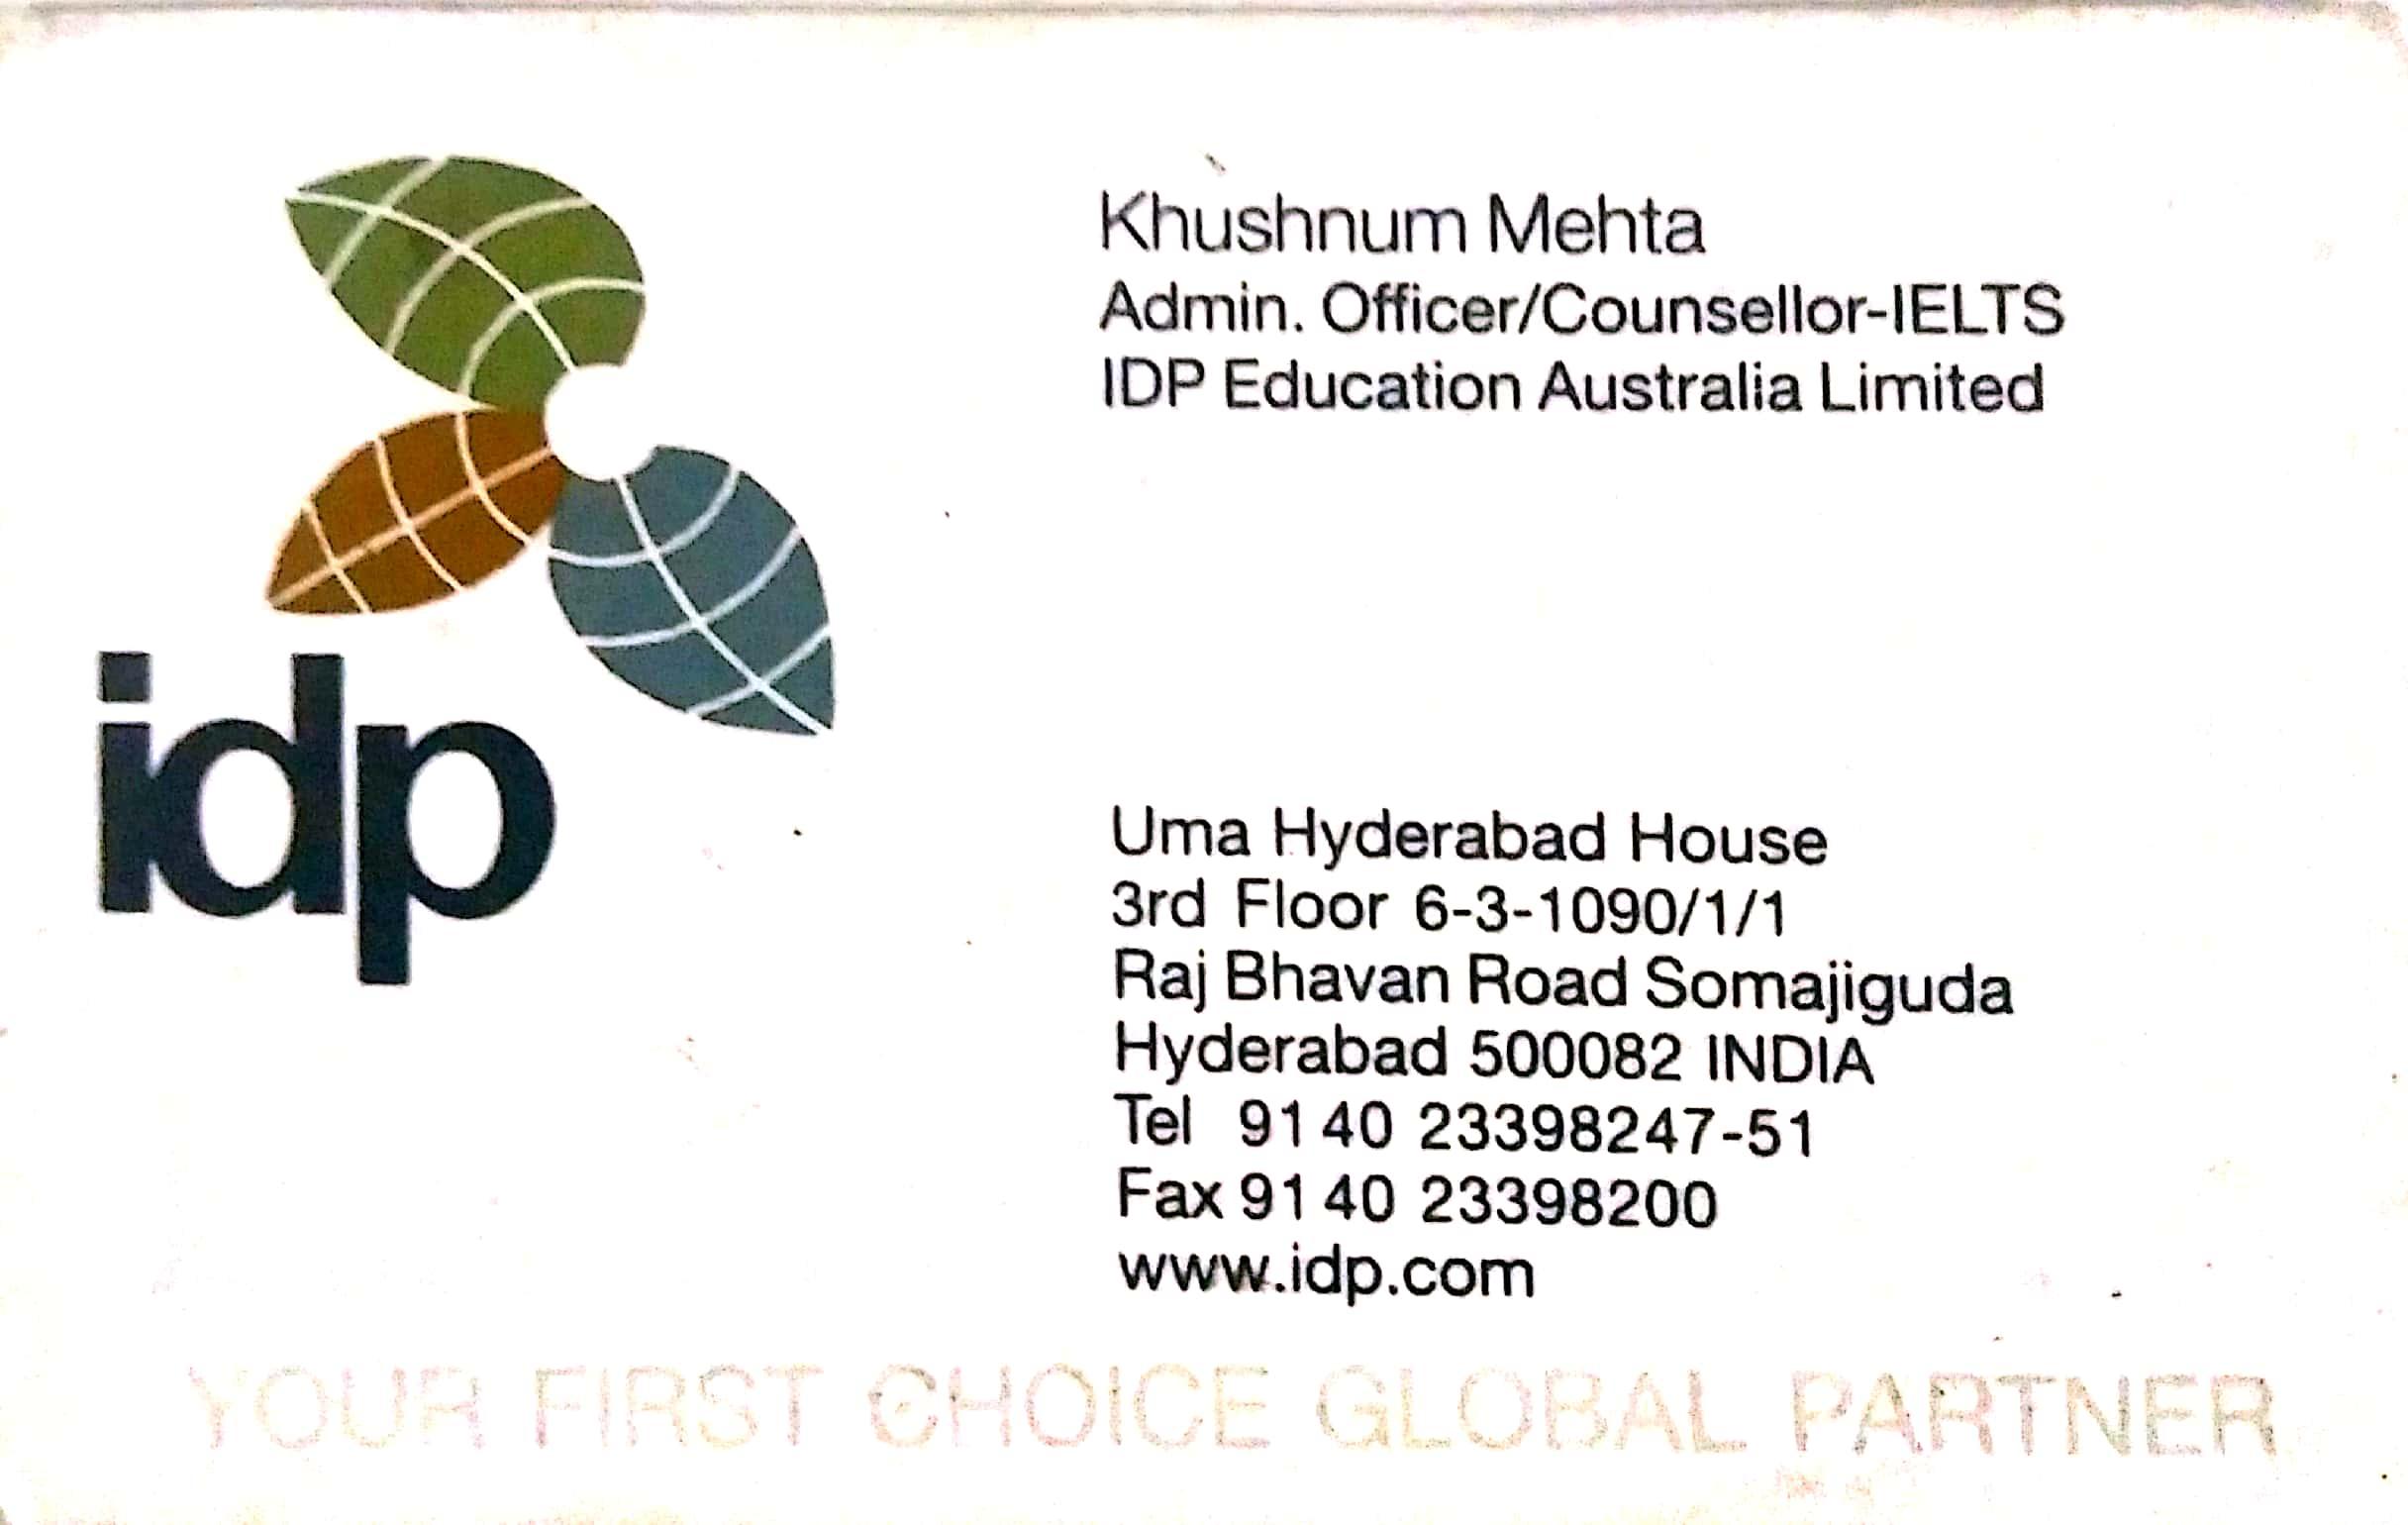 idp
Khushnum Mehta
Admin. Officer/Counsellor-IELTS
IDP Education Australia Limited
Uma Hyderabad House
3rd Floor 6-3-1090/1/1
Raj Bhavan Road Somajiguda
Hyderabad 500082 INDIA
Tel 91 40 23398247-51
Fax 91 40 23398200
www.idp.com
YOUR FIRST CHOICE GLOBAL PARTNER